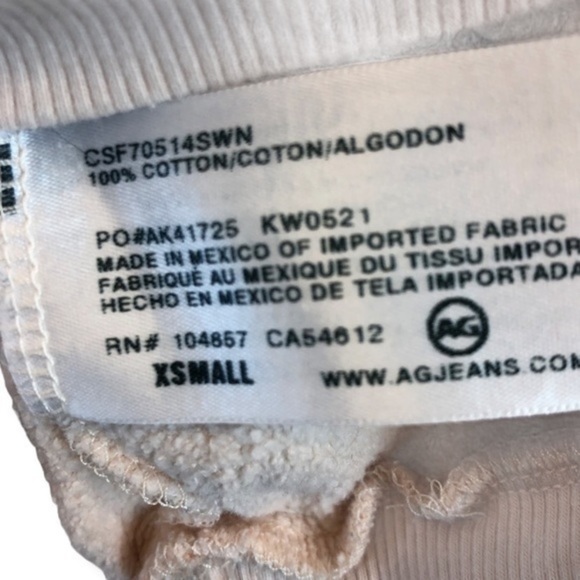 CSF70514SWN
100% COTTON/COTON/ALGODON
PO#AK41725 KW0521
MADE IN MEXICO OF IMPORTED FABRIC
FABRIQUÉ AU MEXIQUE DU TISSU IMPOR
HECHO EN MEXICO DE TELA IMPORTADA
RN# 104857 CA54612 AG
XSMALL WWW.AGJEANS.COM